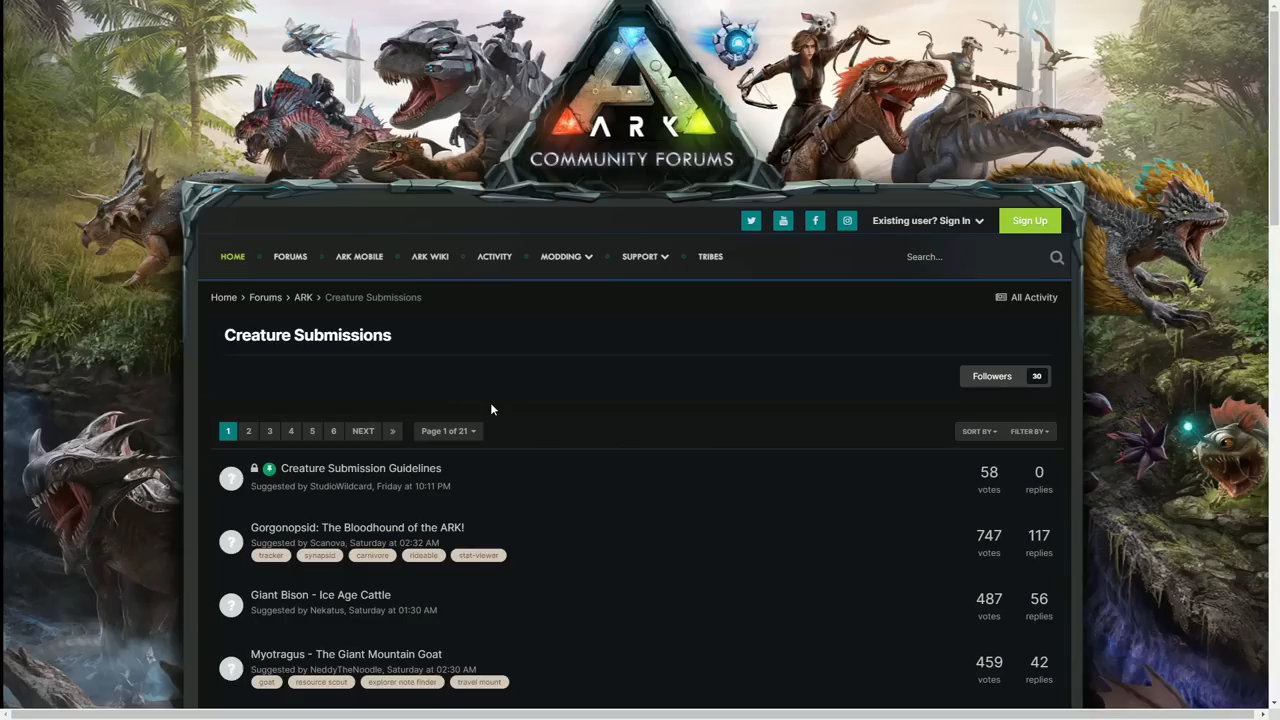 ARK
COMMUNITY FORUMS
Existing user? Sign In
Sign Up
HOME
FORUMS
ARK MOBILE
ARK WIKI
ACTIVITY
MODDING
SUPPORT
TRIBES
Search...
Home > Forums > ARK > Creature Submissions
All Activity
Creature Submissions
Followers 30
1 2 3 4 5 6 NEXT » Page 1 of 21
SORT BY FILTER BY
? Creature Submission Guidelines
Suggested by StudioWildcard, Friday at 10:11 PM
58 votes
0 replies
? Gorgonopsid: The Bloodhound of the ARK!
Suggested by Scanova, Saturday at 02:32 AM
tracker synapsid carnivore rideable stat-viewer
747 votes
117 replies
? Giant Bison - Ice Age Cattle
Suggested by Nekatus, Saturday at 01:30 AM
487 votes
56 replies
? Myotragus - The Giant Mountain Goat
Suggested by NeddyTheNoodle, Saturday at 02:30 AM
goat resource scout explorer note finder travel mount
459 votes
42 replies